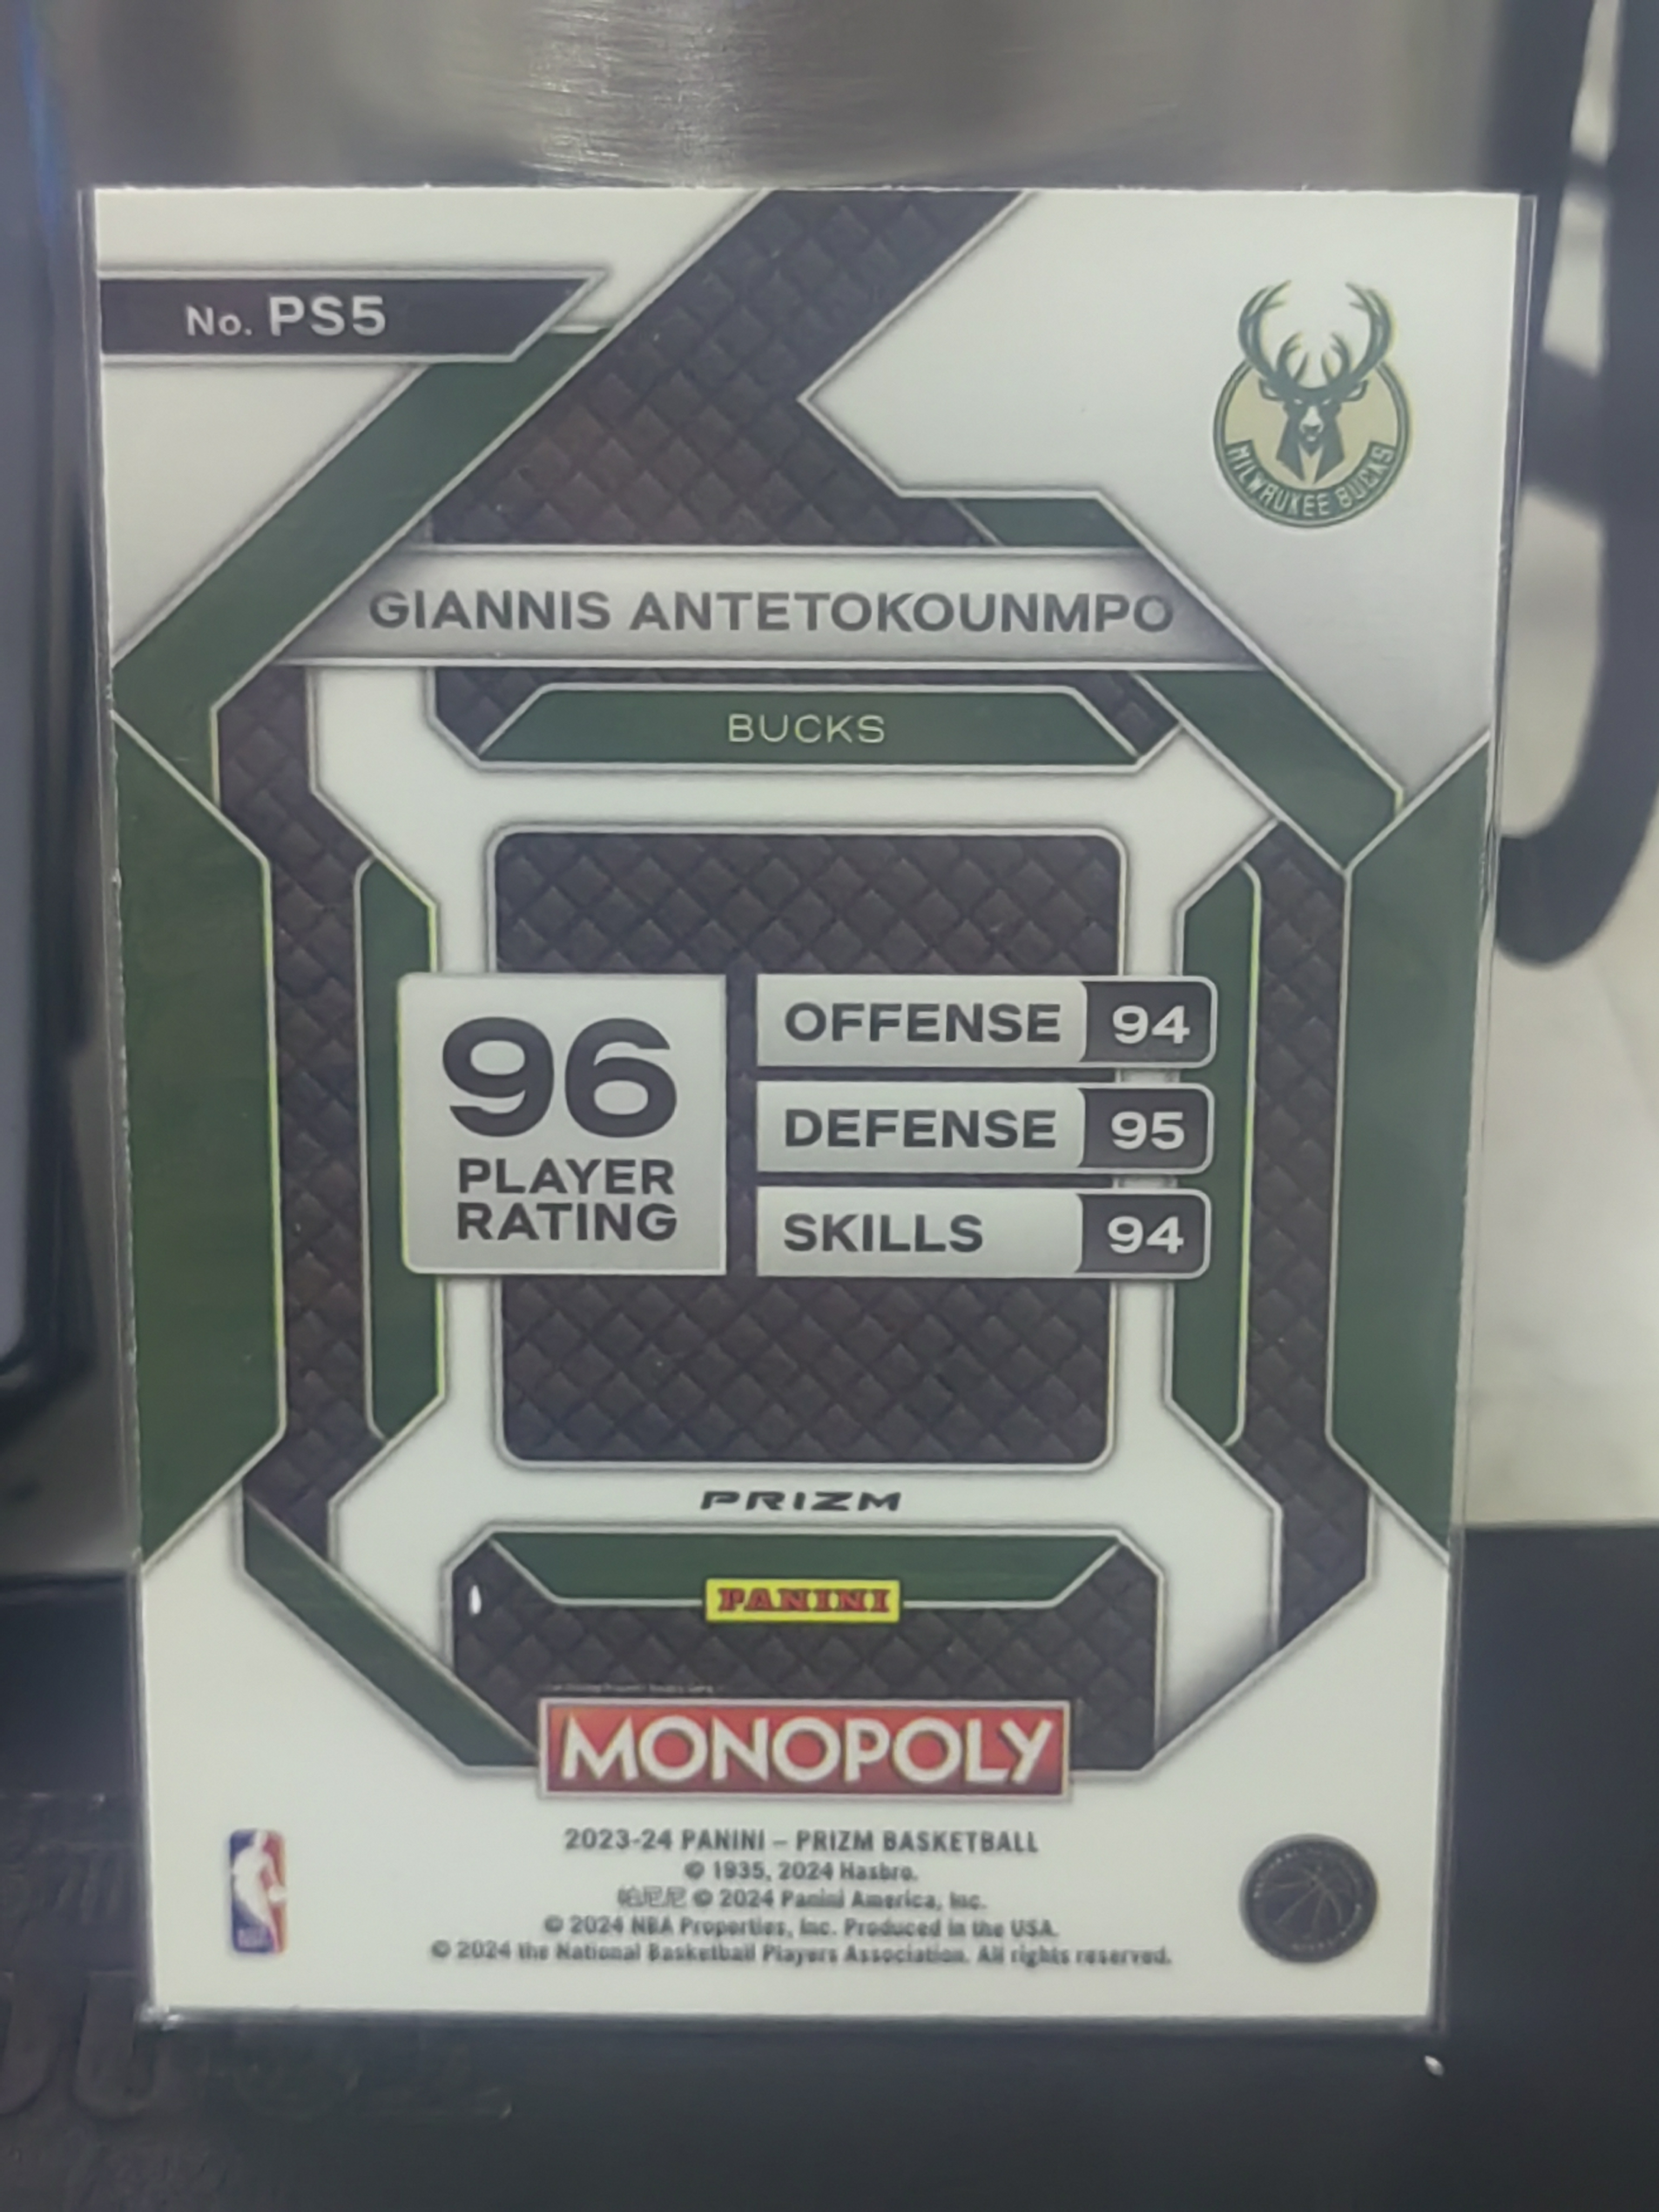 No. PS5
MILWAUKEE BUCKS
GIANNIS ANTETOKOUNMPO
BUCKS
96
PLAYER
RATING
OFFENSE 94
DEFENSE 95
SKILLS 94
PRIZM
PANINI
MONOPOLY
2023-24 PANINI – PRIZM BASKETBALL
© 1935, 2024 Hasbro.
帕尼尼 © 2024 Panini America, Inc.
© 2024 NBA Properties, Inc. Produced in the USA.
© 2024 the National Basketball Players Association. All rights reserved.